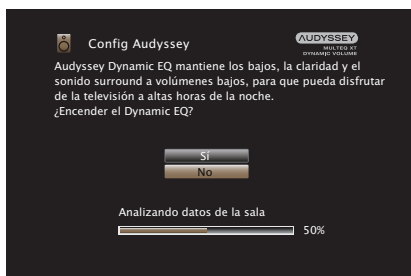 Config Audyssey
AUDYSSEY
MULTEQ XT
DYNAMIC VOLUME
Audyssey Dynamic EQ mantiene los bajos, la claridad y el
sonido surround a volúmenes bajos, para que pueda disfrutar
de la televisión a altas horas de la noche.
¿Encender el Dynamic EQ?
Sí
No
Analizando datos de la sala
50%